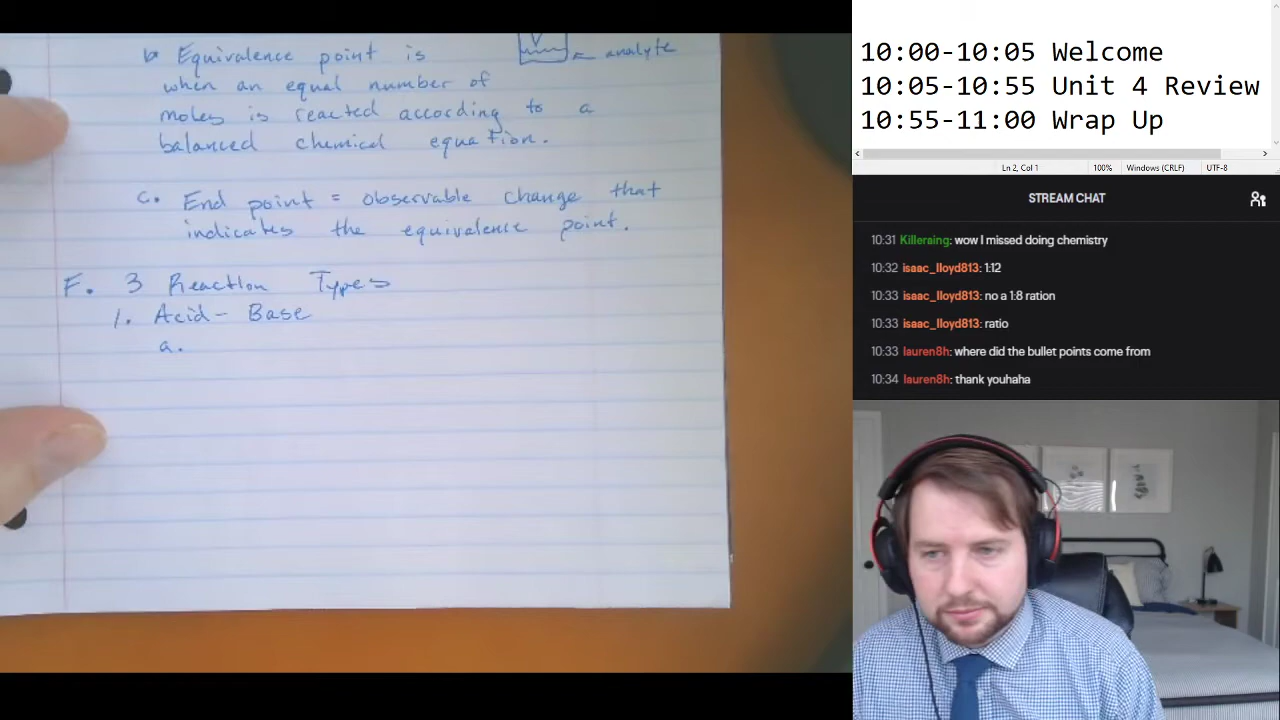 b. Equivalence point is
← analyte
when an equal number of
moles is reacted according to a
balanced chemical equation.
c. End point = observable change that
indicates the equivalence point.
F. 3 Reaction Types
1. Acid - Base
a.
10:00-10:05 Welcome
10:05-10:55 Unit 4 Review
10:55-11:00 Wrap Up
Ln 2, Col 1 100% Windows (CRLF) UTF-8
STREAM CHAT
10:31 Killeraing: wow I missed doing chemistry
10:32 isaac_lloyd813: 1:12
10:33 isaac_lloyd813: no a 1:8 ration
10:33 isaac_lloyd813: ratio
10:33 lauren8h: where did the bullet points come from
10:34 lauren8h: thank youhaha